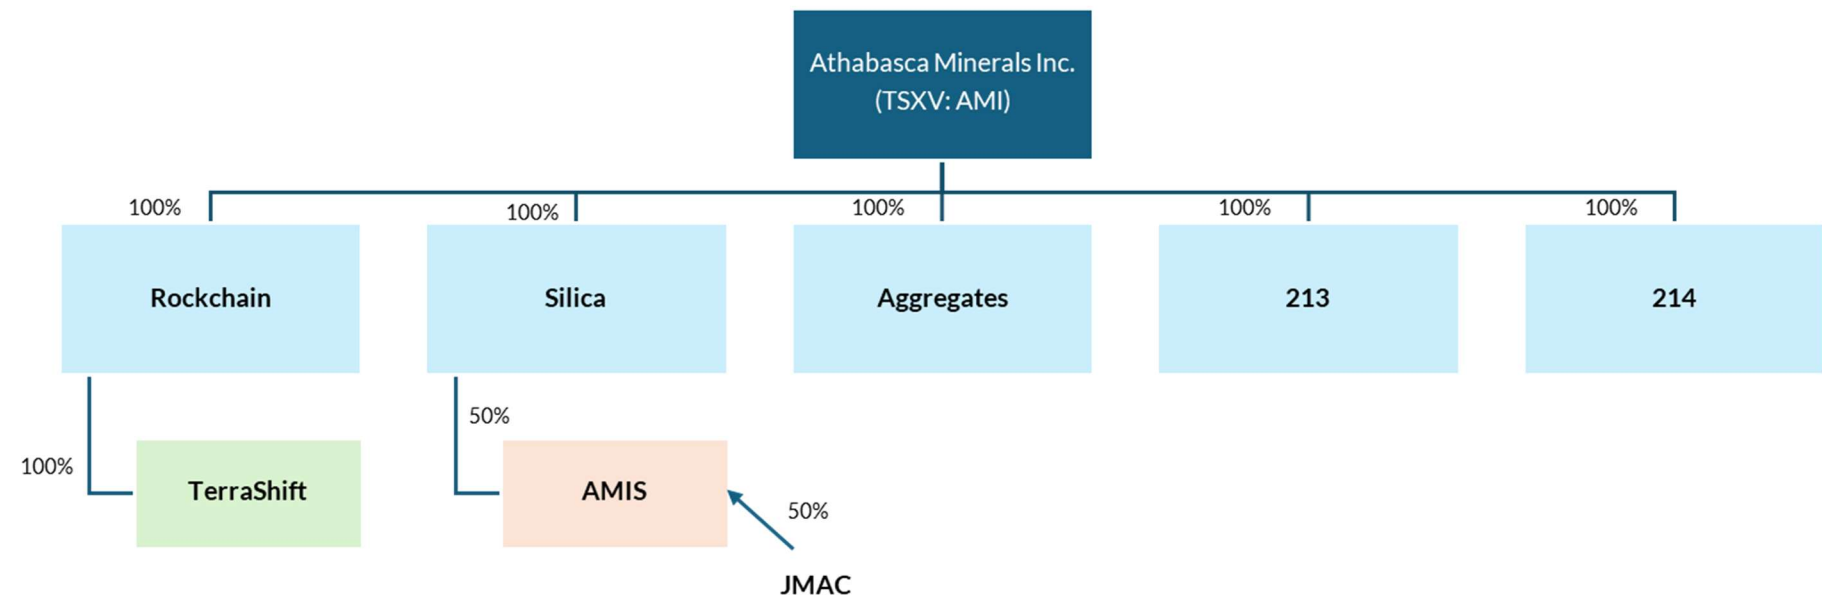 Athabasca Minerals Inc.
(TSXV: AMI)
100%
100%
100%
100%
100%
Rockchain
Silica
Aggregates
213
214
50%
100%
TerraShift
AMIS
50%
JMAC